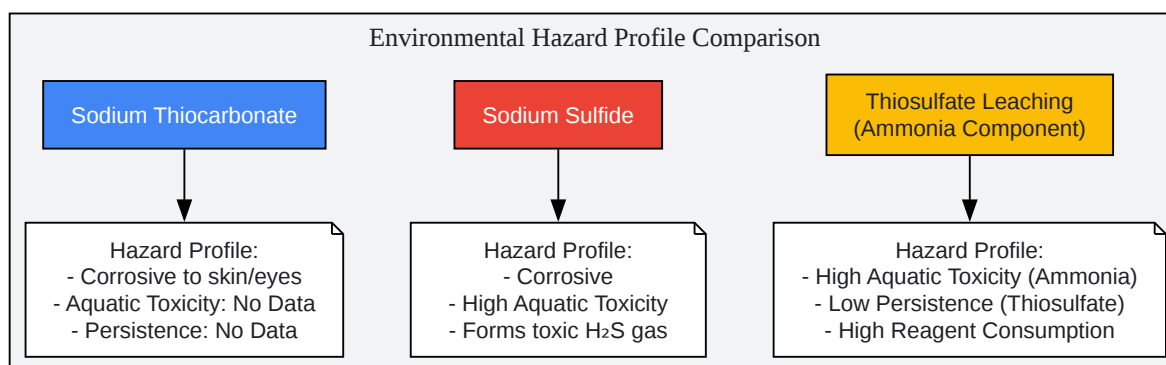 Environmental Hazard Profile Comparison
Sodium Thiocarbonate
Sodium Sulfide
Thiosulfate Leaching
(Ammonia Component)
Hazard Profile:
- Corrosive to skin/eyes
- Aquatic Toxicity: No Data
- Persistence: No Data
Hazard Profile:
- Corrosive
- High Aquatic Toxicity
- Forms toxic H₂S gas
Hazard Profile:
- High Aquatic Toxicity (Ammonia)
- Low Persistence (Thiosulfate)
- High Reagent Consumption